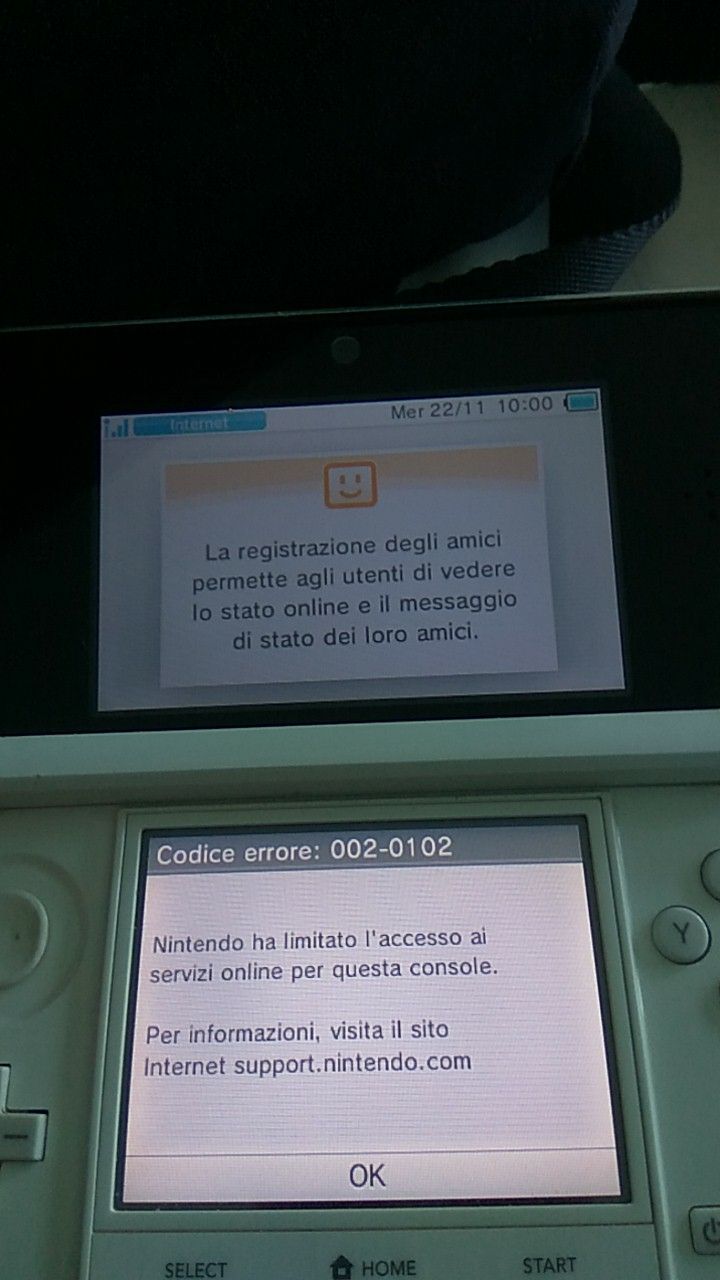 Internet
Mer 22/11 10:00
La registrazione degli amici
permette agli utenti di vedere
lo stato online e il messaggio
di stato dei loro amici.
Codice errore: 002-0102
Nintendo ha limitato l'accesso ai
servizi online per questa console.
Per informazioni, visita il sito
Internet support.nintendo.com
OK
Y
SELECT
HOME
START